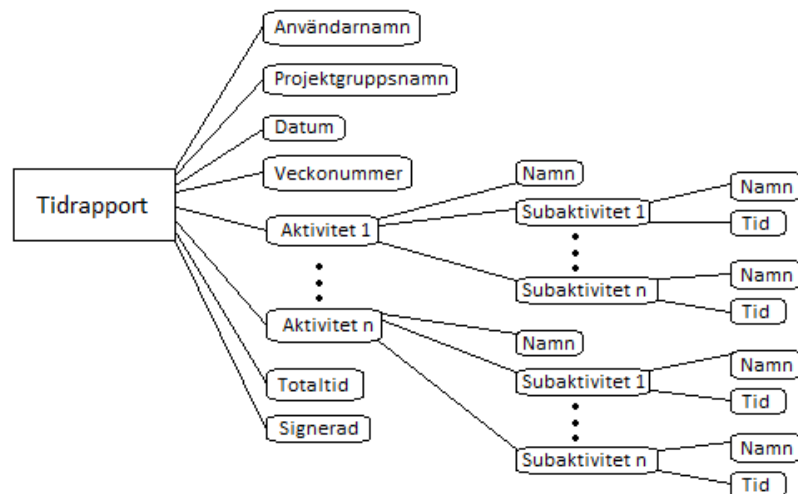 Användarnamn
Projektgruppsnamn
Datum
Veckonummer
Tidrapport
Aktivitet 1
Namn
Subaktivitet 1
Namn
Tid
Subaktivitet n
Namn
Tid
Aktivitet n
Namn
Subaktivitet 1
Namn
Tid
Subaktivitet n
Namn
Tid
Totaltid
Signerad